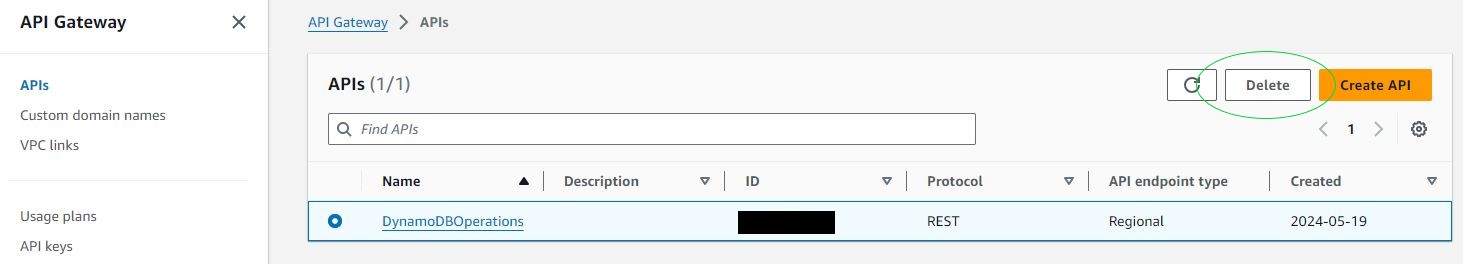 API Gateway
APIs
Custom domain names
VPC links
Usage plans
API keys
API Gateway > APIs
APIs (1/1)
Delete
Create API
Find APIs
1
Name Description ID Protocol API endpoint type Created
DynamoDBOperations REST Regional 2024-05-19